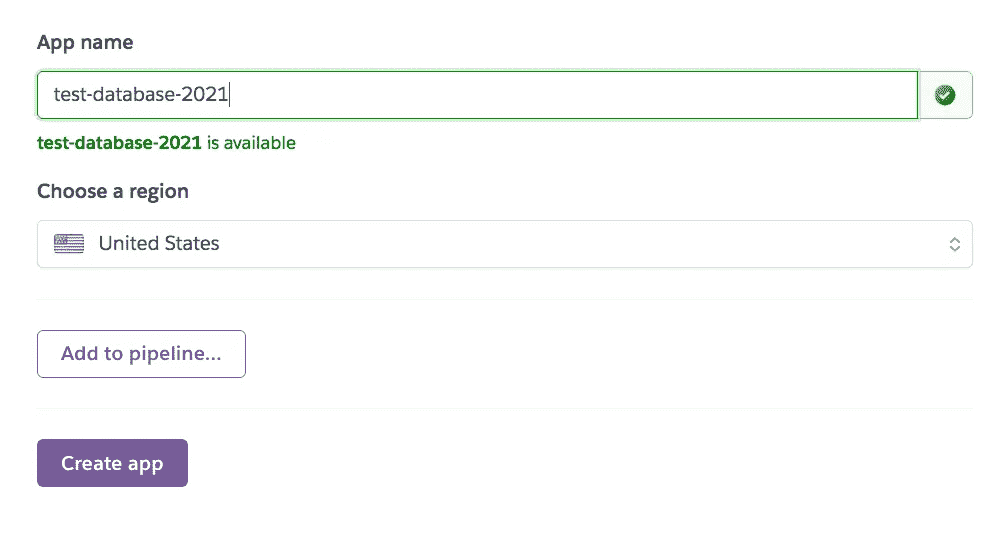 App name
test-database-2021
test-database-2021 is available
Choose a region
United States
Add to pipeline...
Create app